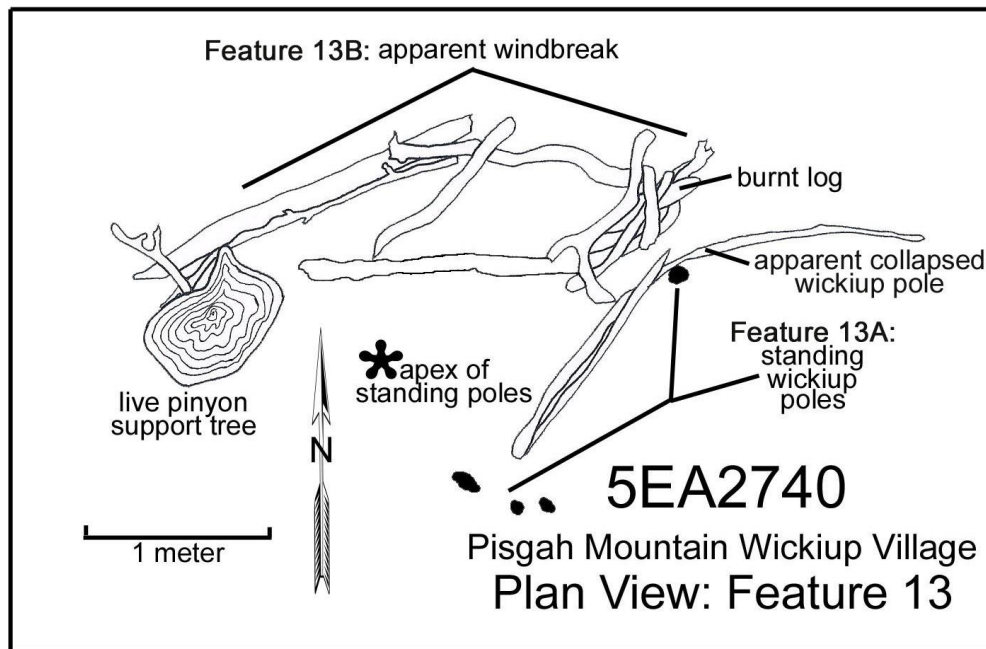 Feature 13B: apparent windbreak
burnt log
apparent collapsed
wickiup pole
Feature 13A:
standing
wickiup
poles
apex of
standing poles
live pinyon
support tree
N
1 meter
5EA2740
Pisgah Mountain Wickiup Village
Plan View: Feature 13